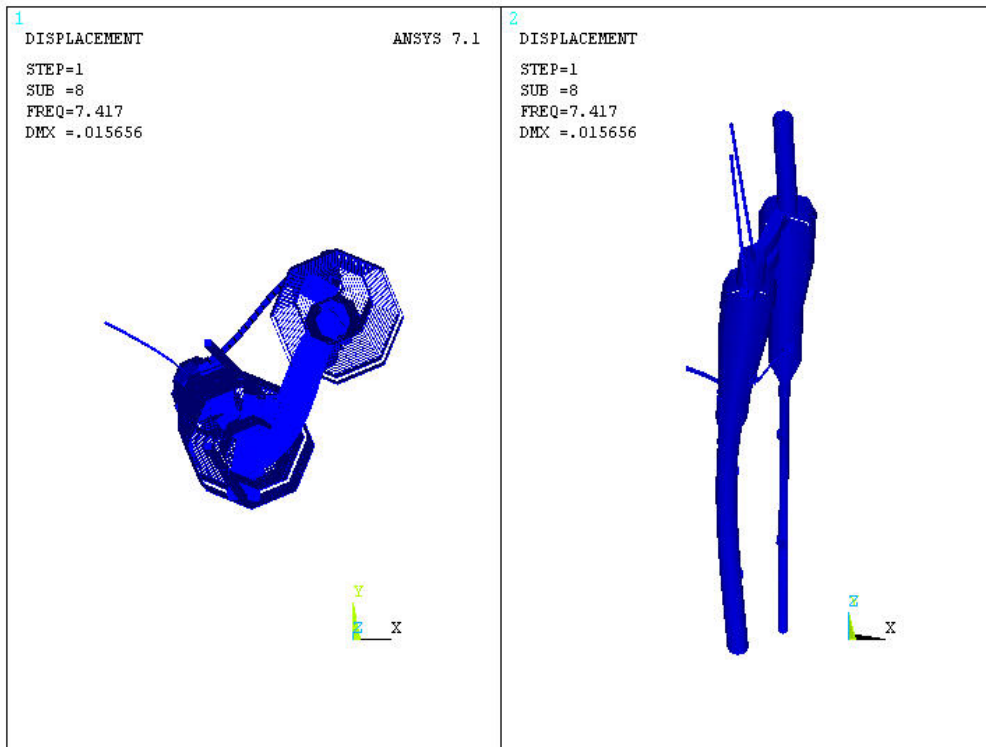 1
DISPLACEMENT ANSYS 7.1
STEP=1
SUB =8
FREQ=7.417
DMX =.015656
Y
Z X
2
DISPLACEMENT
STEP=1
SUB =8
FREQ=7.417
DMX =.015656
Z
X